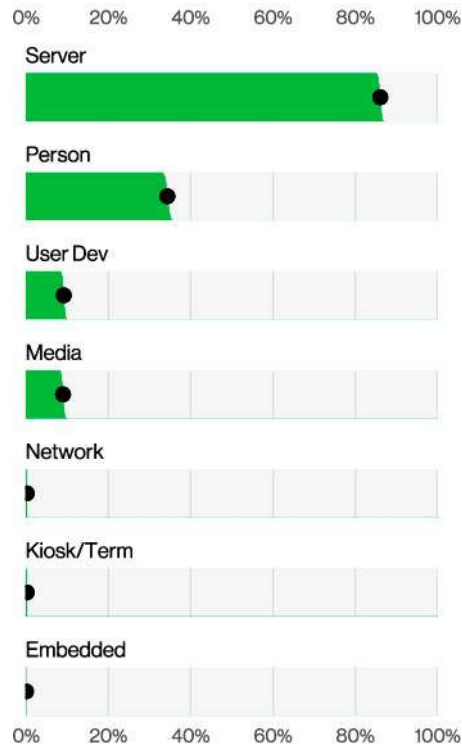 0% 20% 40% 60% 80% 100%
Server
Person
User Dev
Media
Network
Kiosk/Term
Embedded
0% 20% 40% 60% 80% 100%